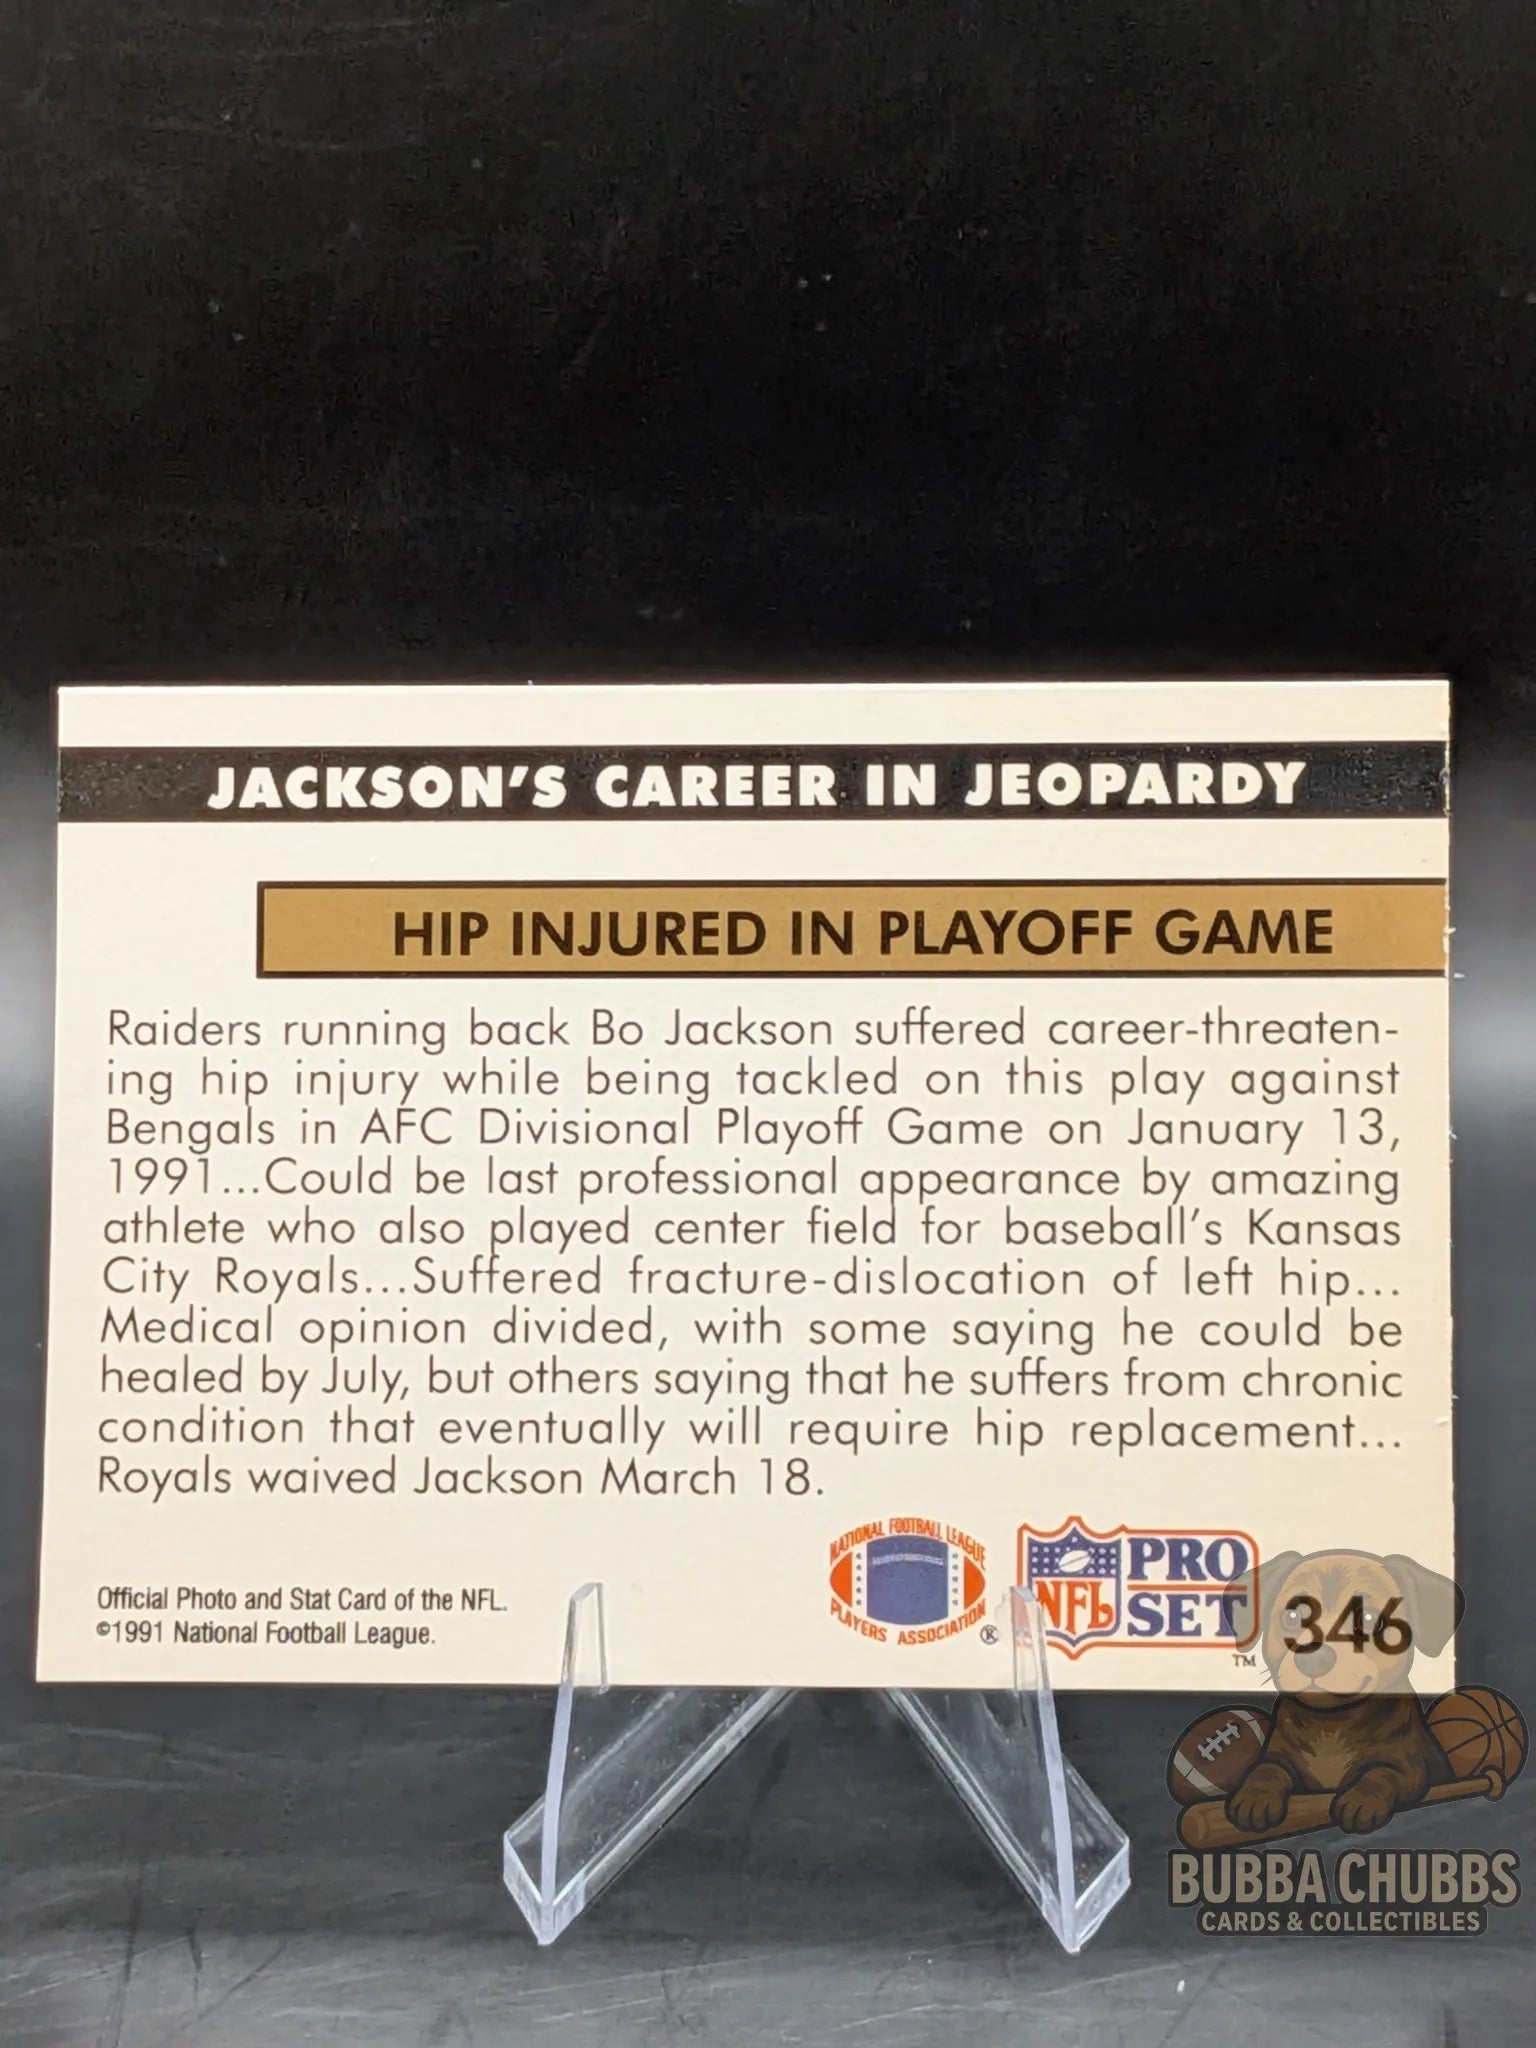 JACKSON'S CAREER IN JEOPARDY
HIP INJURED IN PLAYOFF GAME
Raiders running back Bo Jackson suffered career-threaten-
ing hip injury while being tackled on this play against
Bengals in AFC Divisional Playoff Game on January 13,
1991...Could be last professional appearance by amazing
athlete who also played center field for baseball's Kansas
City Royals...Suffered fracture-dislocation of left hip...
Medical opinion divided, with some saying he could be
healed by July, but others saying that he suffers from chronic
condition that eventually will require hip replacement...
Royals waived Jackson March 18.
Official Photo and Stat Card of the NFL.
©1991 National Football League.
NATIONAL FOOTBALL LEAGUE
PLAYERS ASSOCIATION
®
NFL
PRO
SET
TM
346
BUBBA CHUBBS
CARDS & COLLECTIBLES